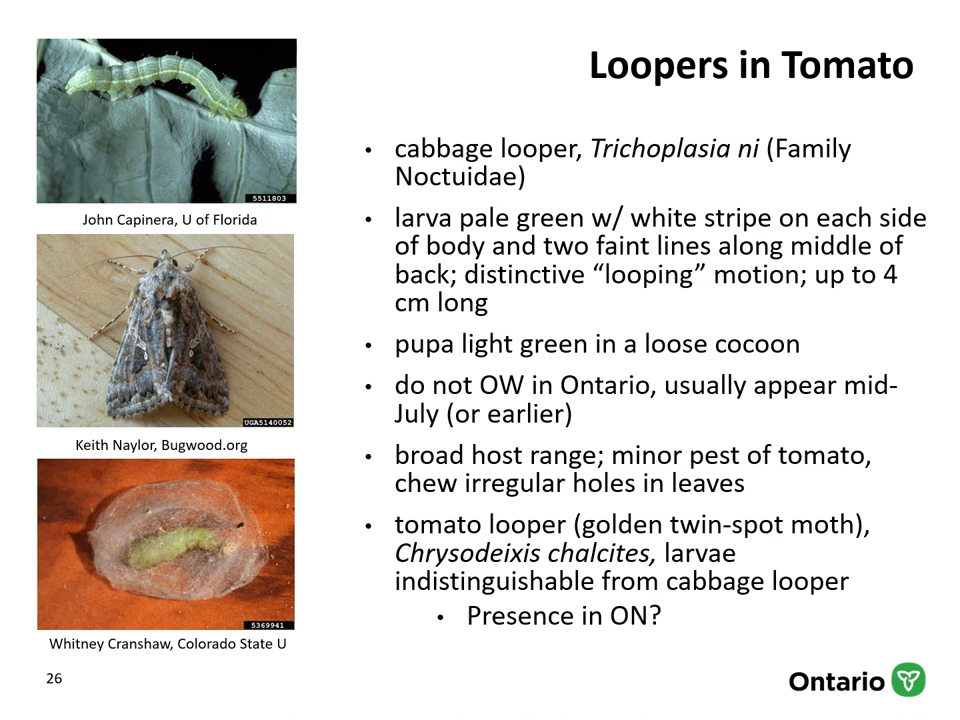 Loopers in Tomato
5511803
John Capinera, U of Florida
UGA5140052
Keith Naylor, Bugwood.org
5369941
Whitney Cranshaw, Colorado State U
• cabbage looper, Trichoplasia ni (Family
Noctuidae)
• larva pale green w/ white stripe on each side
of body and two faint lines along middle of
back; distinctive “looping” motion; up to 4
cm long
• pupa light green in a loose cocoon
• do not OW in Ontario, usually appear mid-
July (or earlier)
• broad host range; minor pest of tomato,
chew irregular holes in leaves
• tomato looper (golden twin-spot moth),
Chrysodeixis chalcites, larvae
indistinguishable from cabbage looper
• Presence in ON?
26
Ontario